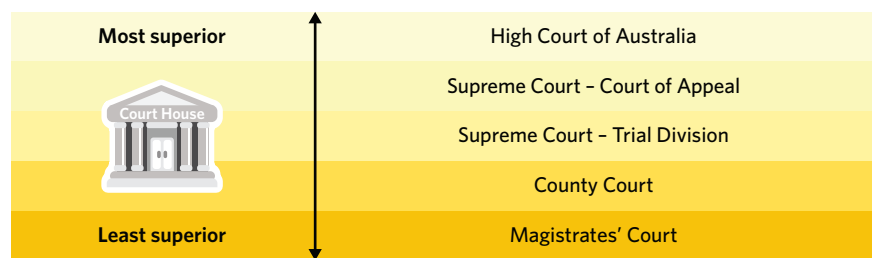 Most superior
High Court of Australia
Supreme Court – Court of Appeal
Court House
Supreme Court – Trial Division
County Court
Least superior
Magistrates’ Court